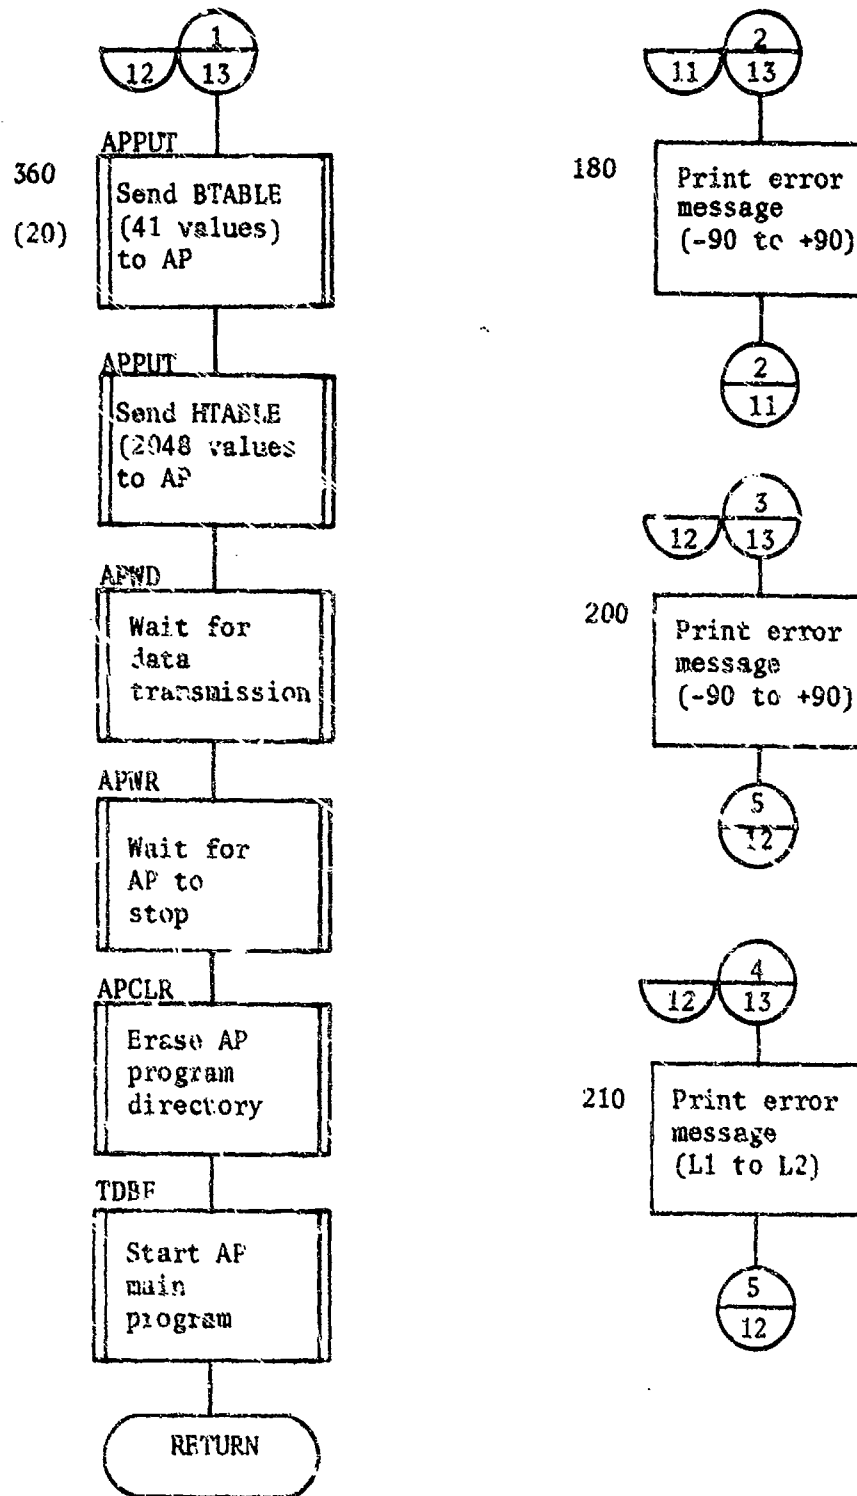 1
12 13
APPUT
360
(20)
Send BTABLE
(41 values)
to AP
APPUT
Send HTABLE
(2048 values
to AP
APWD
Wait for
data
transmission
APWR
Wait for
AP to
stop
APCLR
Erase AP
program
directory
TDBF
Start AP
main
program
RETURN
2
11 13
180
Print error
message
(-90 to +90)
2
11
3
12 13
200
Print error
message
(-90 to +90)
5
12
4
12 13
210
Print error
message
(L1 to L2)
5
12